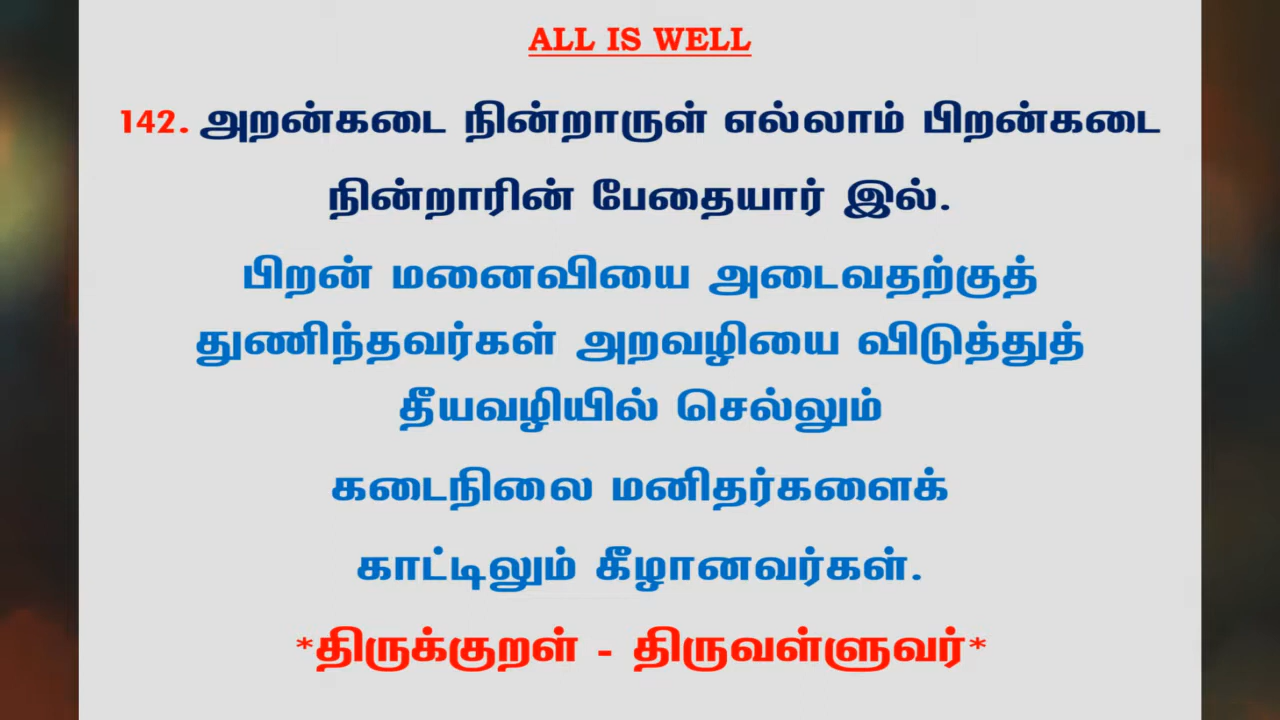 ALL IS WELL
142. அறன்கடை நின்றாருள் எல்லாம் பிறன்கடை
நின்றாரின் பேதையார் இல்.
பிறன் மனைவியை அடைவதற்குத்
துணிந்தவர்கள் அறவழியை விடுத்துத்
தீயவழியில் செல்லும்
கடைநிலை மனிதர்களைக்
காட்டிலும் கீழானவர்கள்.
*திருக்குறள் - திருவள்ளுவர்*